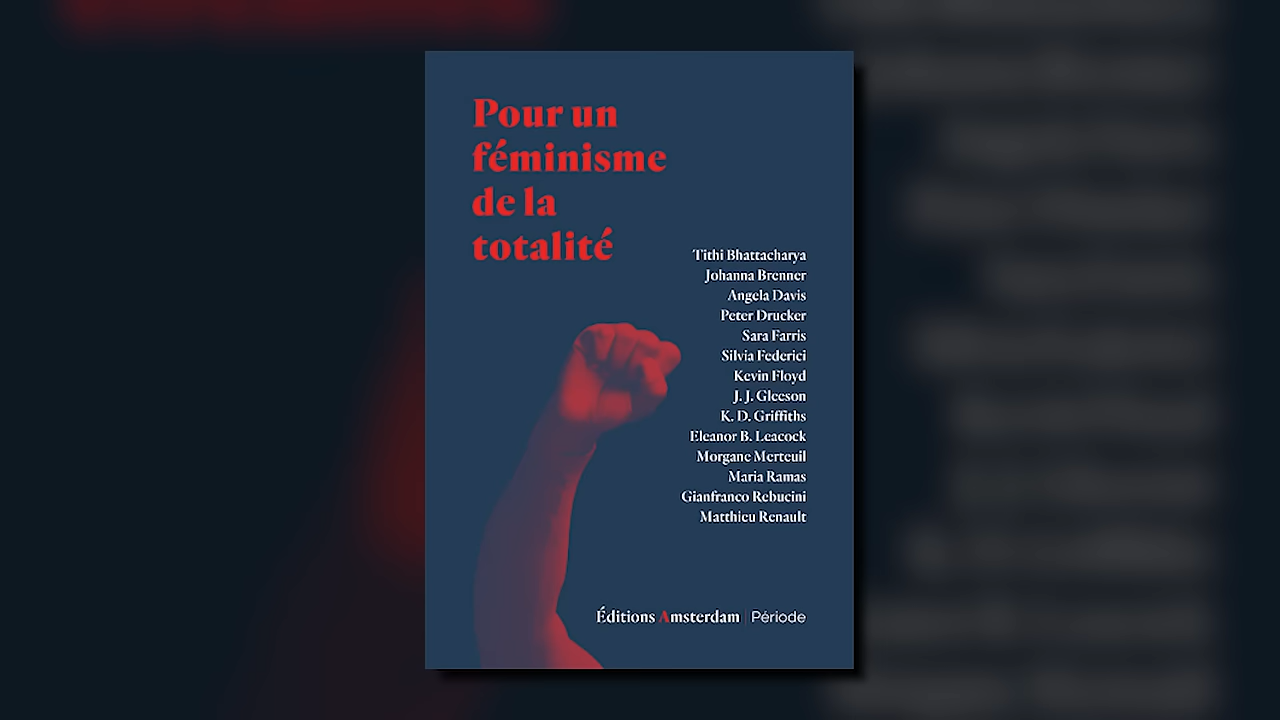 Pour un
féminisme
de la
totalité
Tithi Bhattacharya
Johanna Brenner
Angela Davis
Peter Drucker
Sara Farris
Silvia Federici
Kevin Floyd
J. J. Gleeson
K. D. Griffiths
Eleanor B. Leacock
Morgane Merteuil
Maria Ramas
Gianfranco Rebucini
Matthieu Renault
Éditions Amsterdam | Période